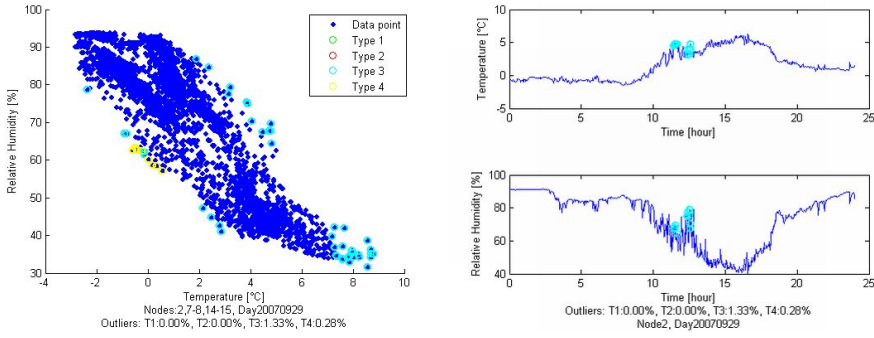 100
90
80
70
60
50
40
30
Relative Humidity [%]
-4
-2
0
2
4
6
8
10
Temperature [°C]
Nodes:2,7-8,14-15, Day20070929
Outliers: T1:0.00%, T2:0.00%, T3:1.33%, T4:0.28%
Data point
Type 1
Type 2
Type 3
Type 4
10
5
0
-5
Temperature [°C]
0
5
10
15
20
25
Time [hour]
100
80
60
40
Relative Humidity [%]
0
5
10
15
20
25
Time [hour]
Outliers: T1:0.00%, T2:0.00%, T3:1.33%, T4:0.28%
Node2, Day20070929